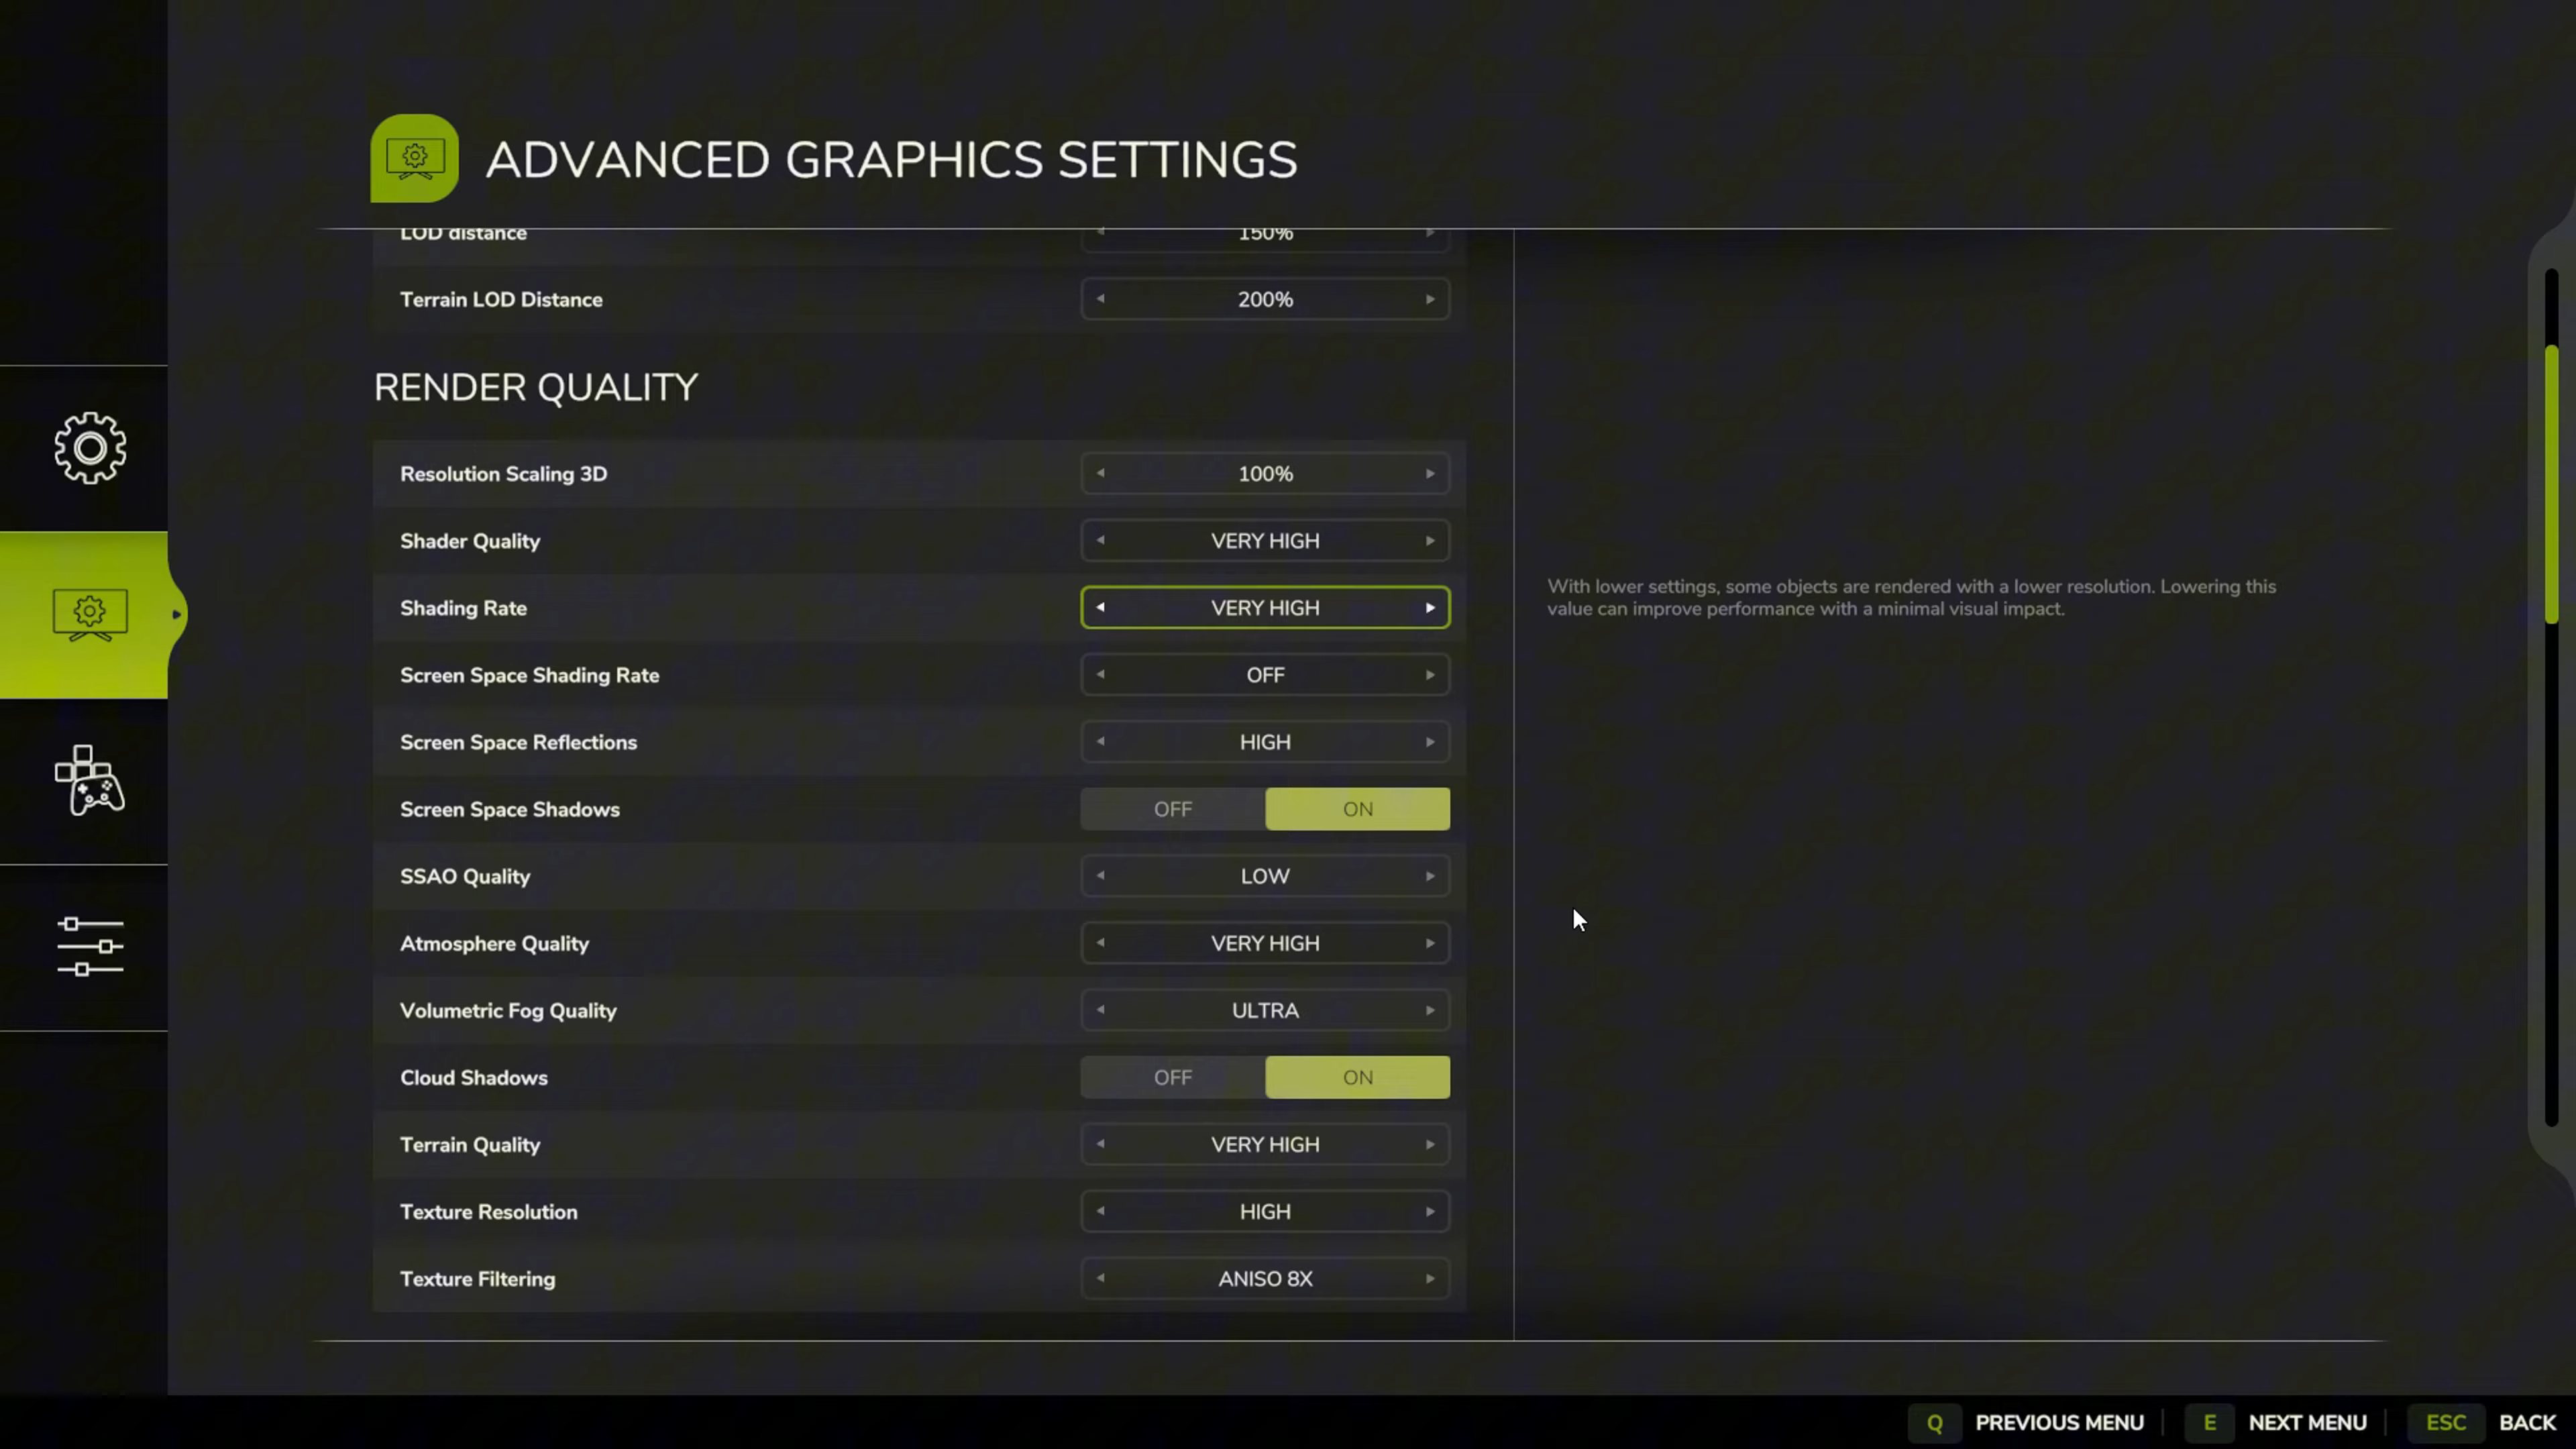 ADVANCED GRAPHICS SETTINGS
LOD distance 150%
Terrain LOD Distance 200%
RENDER QUALITY
Resolution Scaling 3D 100%
Shader Quality VERY HIGH
Shading Rate VERY HIGH
With lower settings, some objects are rendered with a lower resolution. Lowering this
value can improve performance with a minimal visual impact.
Screen Space Shading Rate OFF
Screen Space Reflections HIGH
Screen Space Shadows OFF ON
SSAO Quality LOW
Atmosphere Quality VERY HIGH
Volumetric Fog Quality ULTRA
Cloud Shadows OFF ON
Terrain Quality VERY HIGH
Texture Resolution HIGH
Texture Filtering ANISO 8X
Q PREVIOUS MENU E NEXT MENU ESC BACK